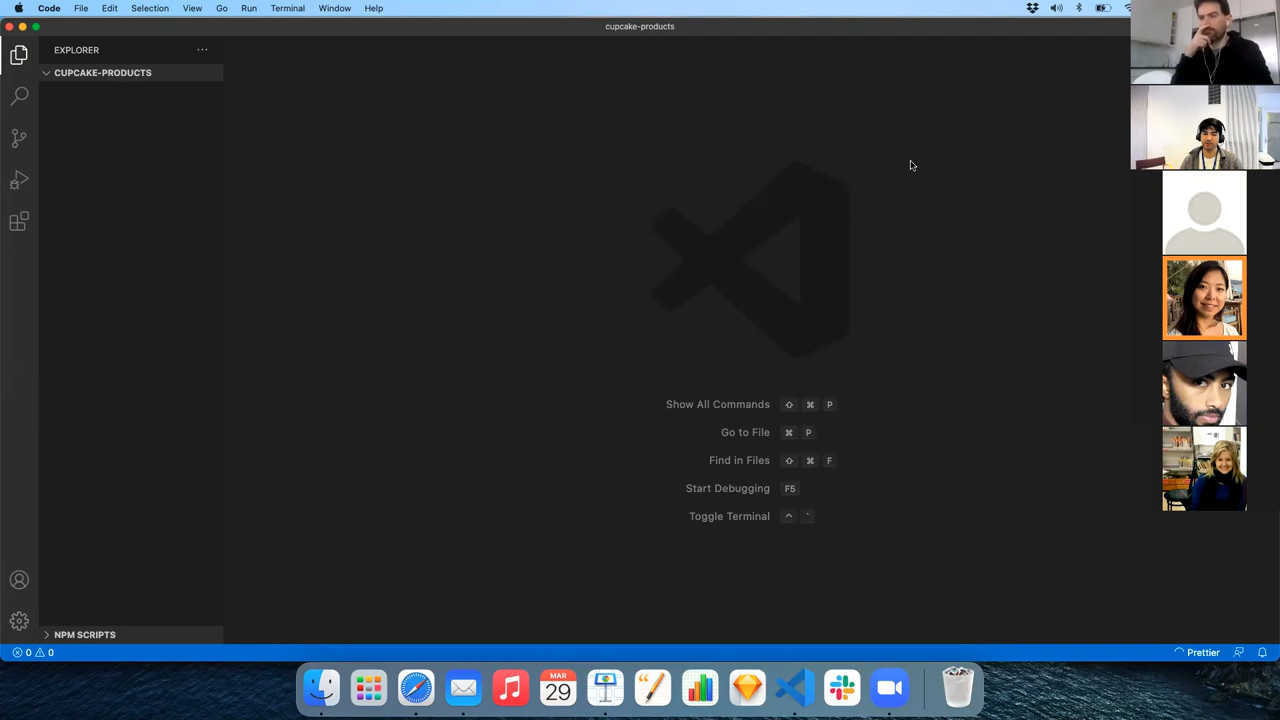 Code File Edit Selection View Go Run Terminal Window Help
cupcake-products
EXPLORER
CUPCAKE-PRODUCTS
Show All Commands ⇧ ⌘ P
Go to File ⌘ P
Find in Files ⇧ ⌘ F
Start Debugging F5
Toggle Terminal ^ `
NPM SCRIPTS
0 0 Prettier
MAR
29